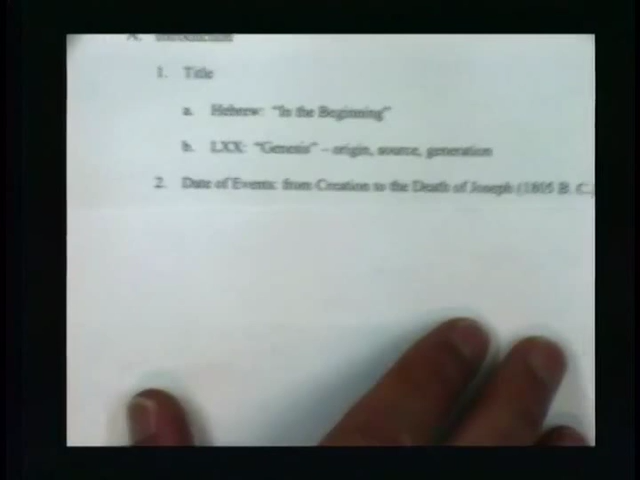 A. Introduction
1. Title
a. Hebrew: "In the Beginning"
b. LXX: "Genesis" – origin, source, generation
2. Date of Events: from Creation to the Death of Joseph (1805 B. C.